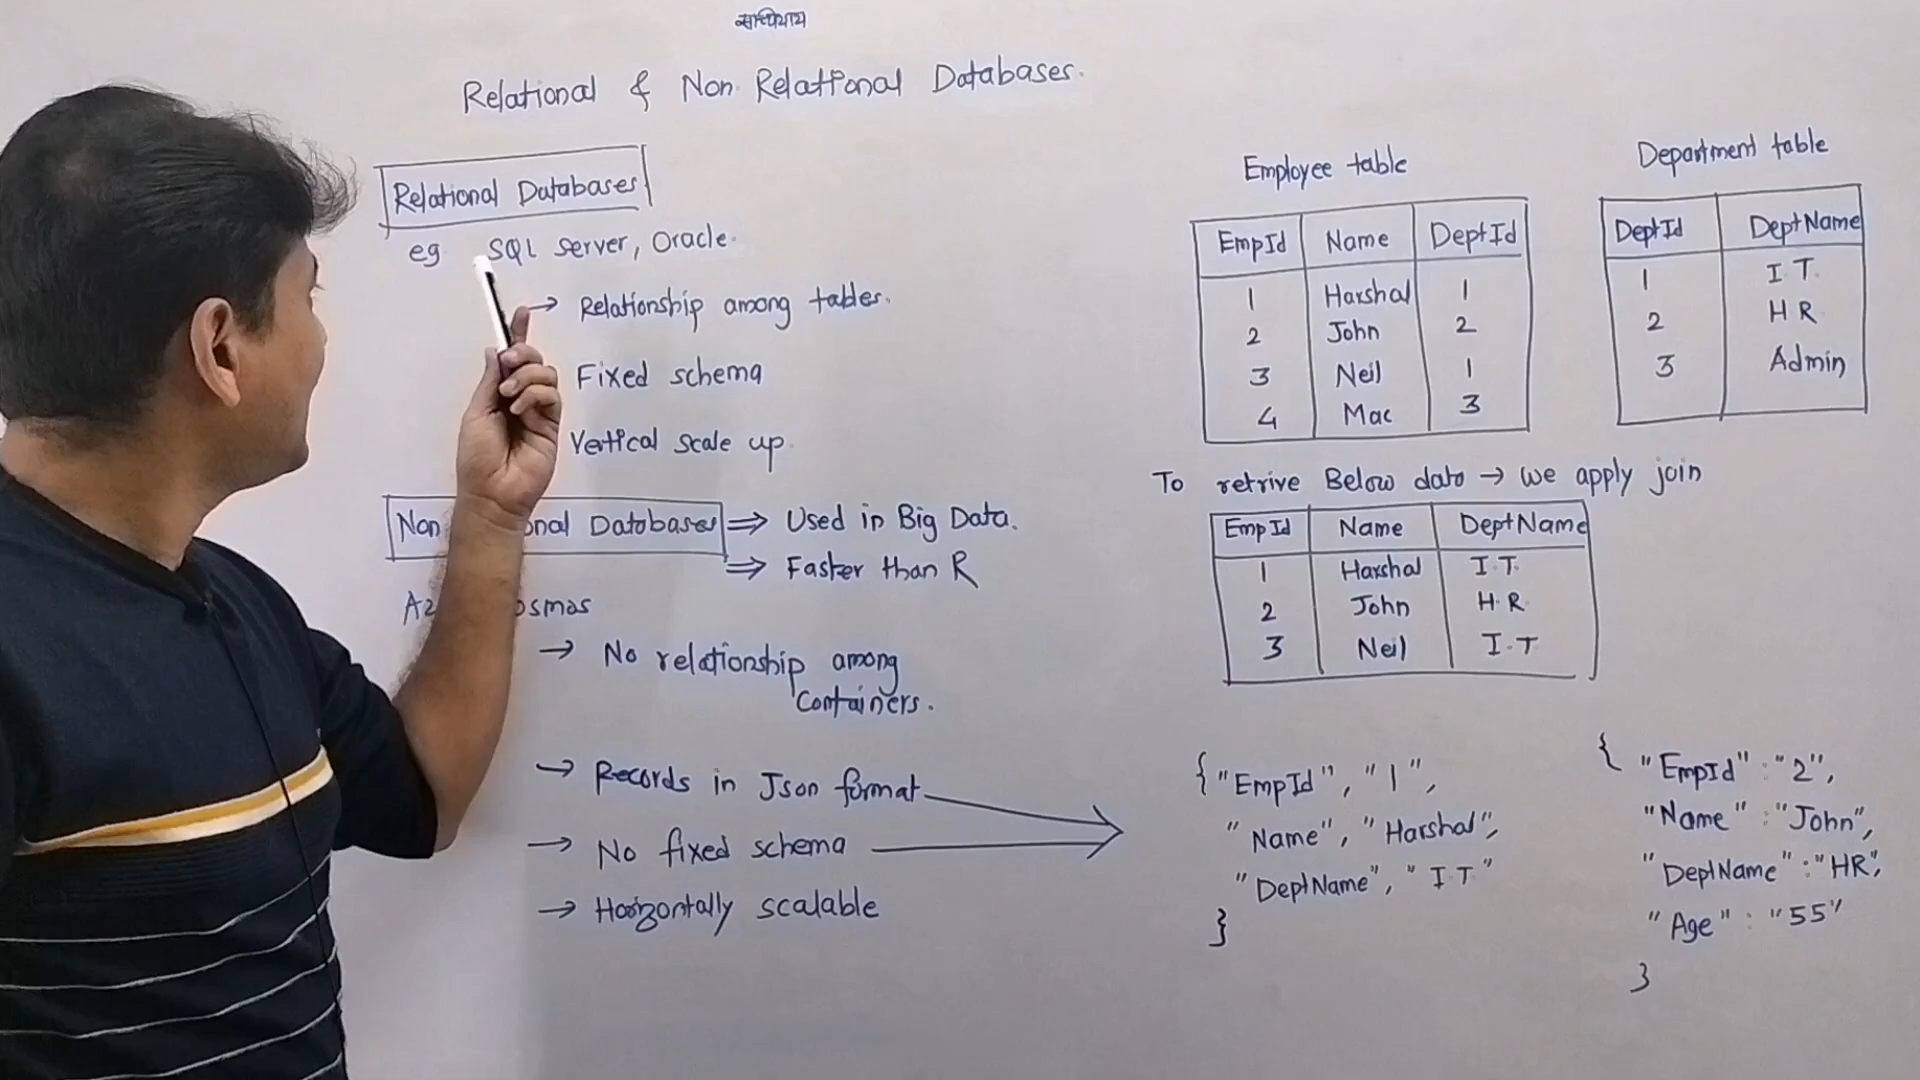 Relational & Non Relational Databases.
Relational Databases
eg SQL server, Oracle.
→ Relationship among tables.
Fixed schema
Vertical scale up.
Non onal Databases ⇒ Used in Big Data.
⇒ Faster than R
Az osmos
→ No relationship among
containers.
→ Records in Json format
→ No fixed schema
→ Horizontally scalable
Employee table
EmpId Name DeptId
1 Harshal 1
2 John 2
3 Neil 1
4 Mac 3
Department table
DeptId DeptName
1 I.T.
2 HR
3 Admin
To retrive Below data → we apply join
EmpId Name DeptName
1 Harshal I.T.
2 John H.R.
3 Neil I.T
{ "EmpId", "1",
"Name", "Harshal",
"DeptName", "I.T"
}
{ "EmpId" : "2",
"Name" : "John",
"DeptName" : "HR",
"Age" : "55"
}